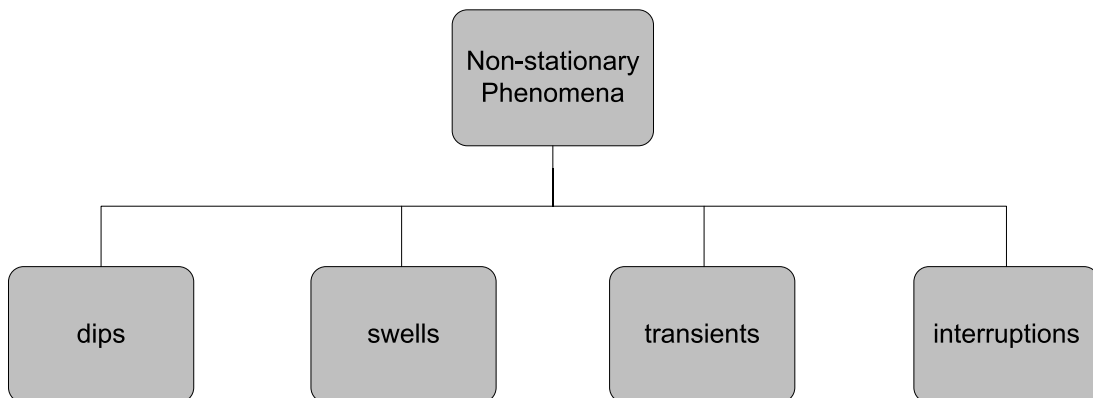 Non-stationary
Phenomena
dips
swells
transients
interruptions